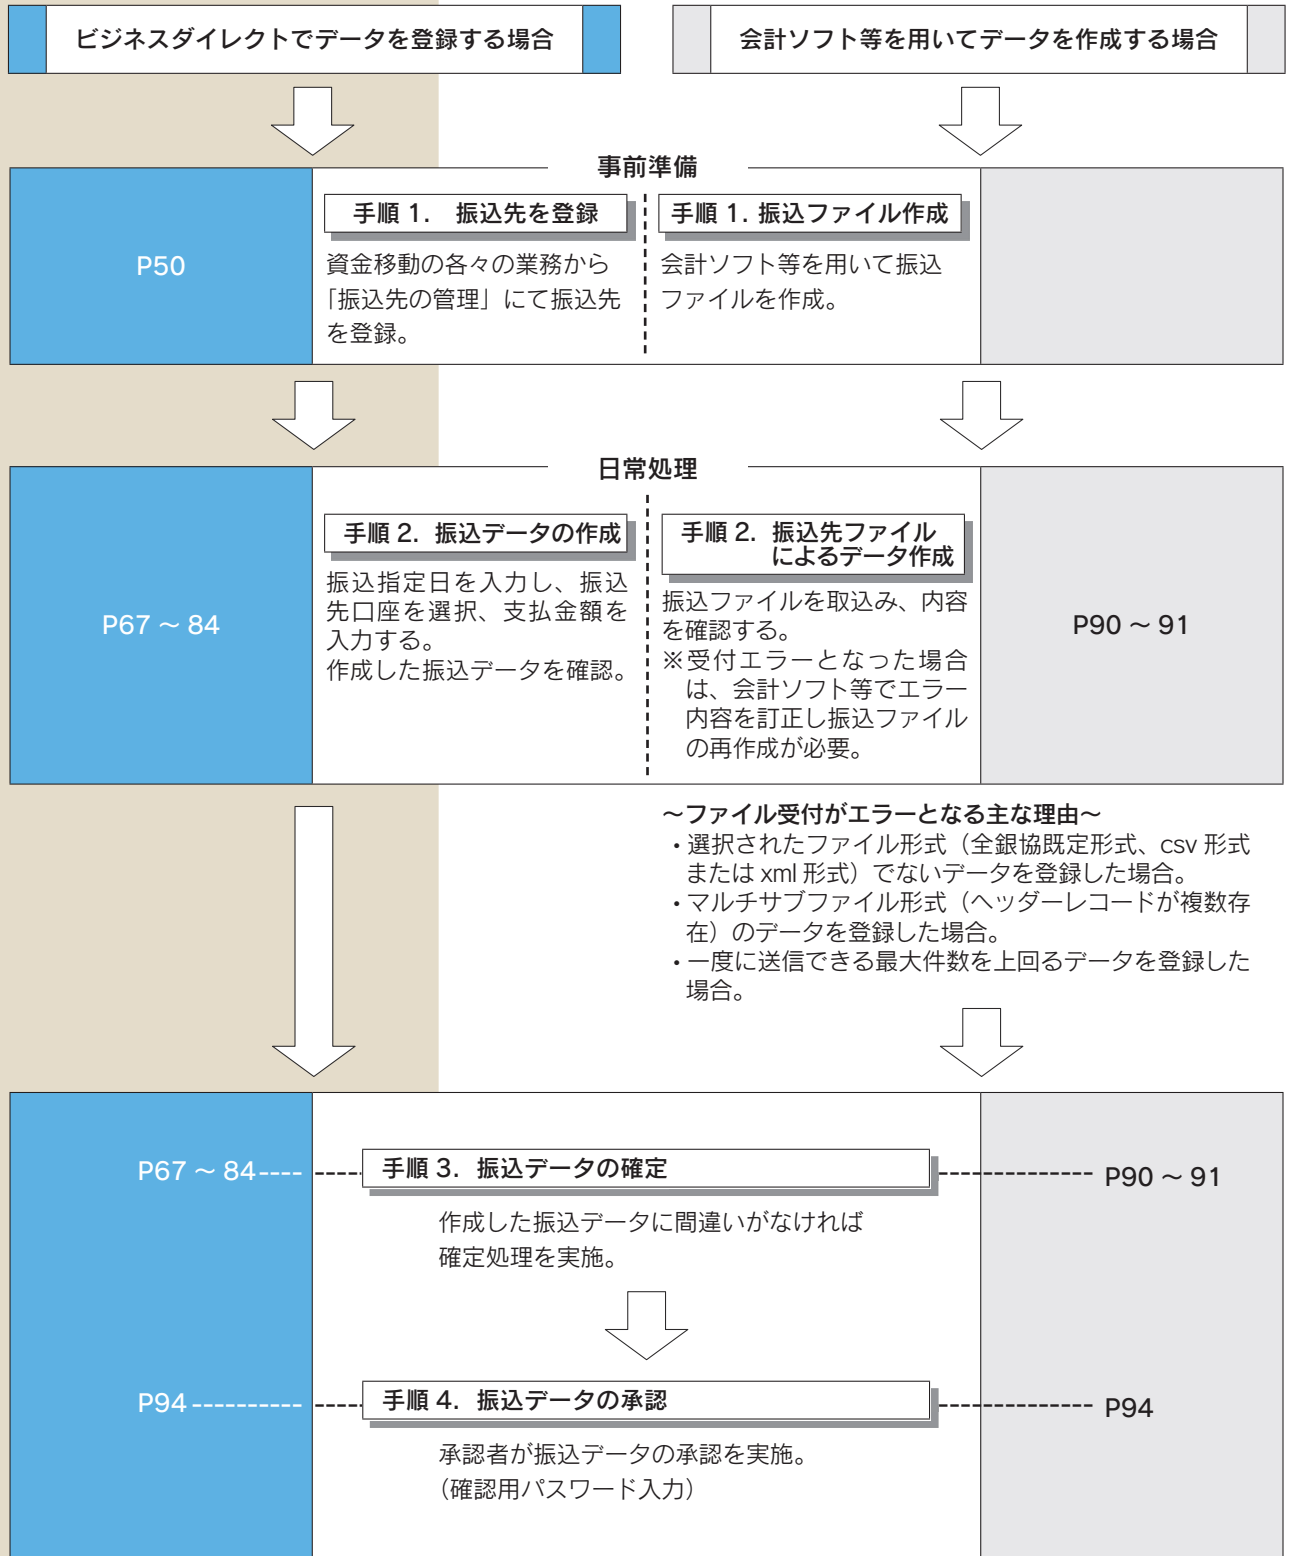 ビジネスダイレクトでデータを登録する場合
会計ソフト等を用いてデータを作成する場合
事前準備
P50
手順 1. 振込先を登録
資金移動の各々の業務から
「振込先の管理」にて振込先
を登録。
手順 1. 振込ファイル作成
会計ソフト等を用いて振込
ファイルを作成。
日常処理
P67 ～ 84
手順 2. 振込データの作成
振込指定日を入力し、振込
先口座を選択、支払金額を
入力する。
作成した振込データを確認。
手順 2. 振込先ファイル
によるデータ作成
振込ファイルを取込み、内容
を確認する。
※受付エラーとなった場合
は、会計ソフト等でエラー
内容を訂正し振込ファイル
の再作成が必要。
P90 ～ 91
～ファイル受付がエラーとなる主な理由～
・選択されたファイル形式（全銀協既定形式、csv 形式
または xml 形式）でないデータを登録した場合。
・マルチサブファイル形式（ヘッダーレコードが複数存
在）のデータを登録した場合。
・一度に送信できる最大件数を上回るデータを登録した
場合。
P67 ～ 84
手順 3. 振込データの確定
P90 ～ 91
作成した振込データに間違いがなければ
確定処理を実施。
P94
手順 4. 振込データの承認
P94
承認者が振込データの承認を実施。
（確認用パスワード入力）